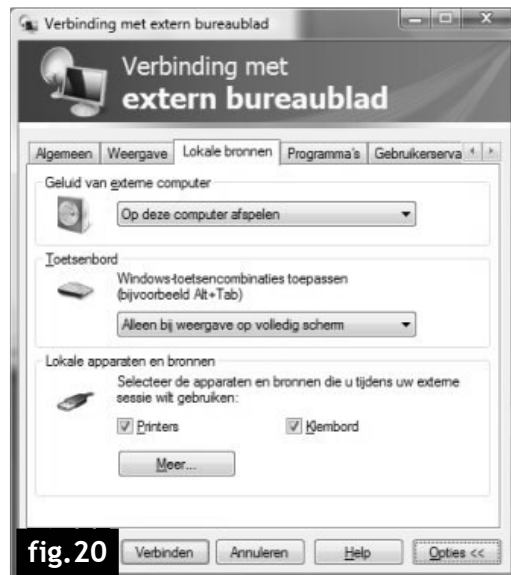 Verbinding met extern bureaublad
Verbinding met
extern bureaublad
Algemeen Weergave Lokale bronnen Programma's Gebruikerserva
Geluid van externe computer
Op deze computer afspelen
Toetsenbord
Windows-toetsencombinaties toepassen
(bijvoorbeeld Alt+Tab)
Alleen bij weergave op volledig scherm
Lokale apparaten en bronnen
Selecteer de apparaten en bronnen die u tijdens uw externe
sessie wilt gebruiken:
Printers Klembord
Meer...
fig.20 Verbinden Annuleren Help Opties <<